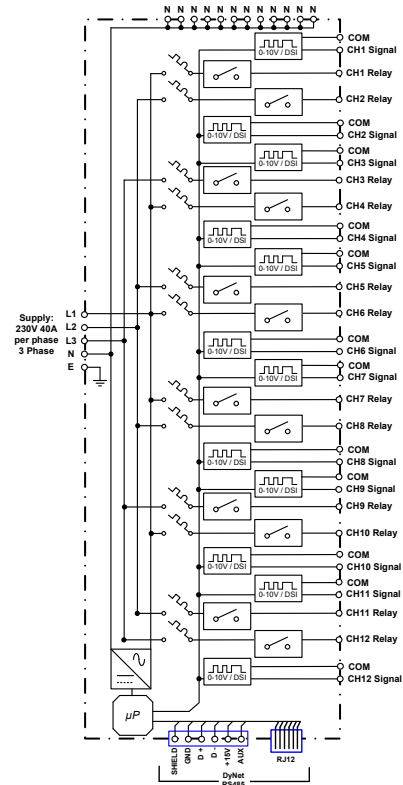 N N N N N N N N N N N N
0-10V / DSI
COM
CH1 Signal
CH1 Relay
CH2 Relay
0-10V / DSI
COM
CH2 Signal
0-10V / DSI
COM
CH3 Signal
CH3 Relay
CH4 Relay
0-10V / DSI
COM
CH4 Signal
0-10V / DSI
COM
CH5 Signal
CH5 Relay
Supply:
230V 40A
per phase
3 Phase
L1
L2
L3
N
E
CH6 Relay
0-10V / DSI
COM
CH6 Signal
0-10V / DSI
COM
CH7 Signal
CH7 Relay
CH8 Relay
0-10V / DSI
COM
CH8 Signal
0-10V / DSI
COM
CH9 Signal
CH9 Relay
CH10 Relay
0-10V / DSI
COM
CH10 Signal
0-10V / DSI
COM
CH11 Signal
CH11 Relay
CH12 Relay
0-10V / DSI
COM
CH12 Signal
µP
SHIELD
GND
D +
D -
+15V
AUX
RJ12
DyNet
RS485